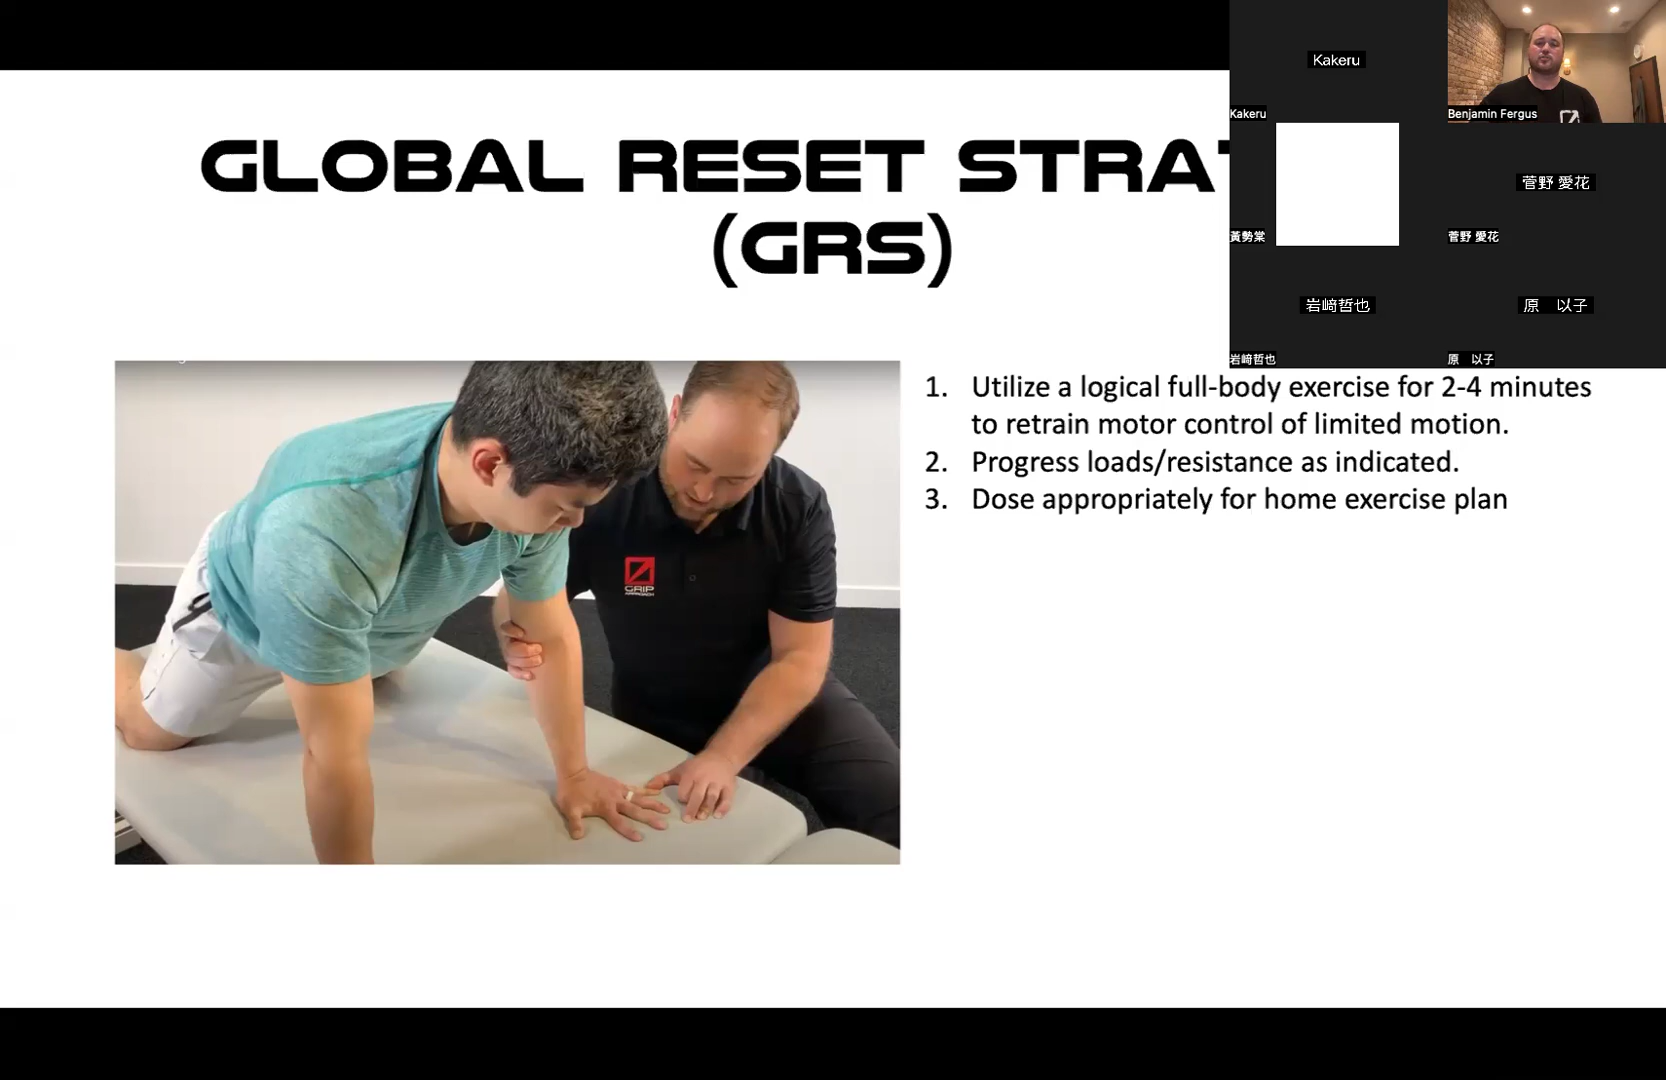 GLOBAL RESET STRAT
(GRS)
1. Utilize a logical full-body exercise for 2-4 minutes
to retrain motor control of limited motion.
2. Progress loads/resistance as indicated.
3. Dose appropriately for home exercise plan
GRIP
APPROACH
Kakeru
Kakeru
Benjamin Fergus
黃勢棠
菅野 愛花
菅野 愛花
岩﨑哲也
岩﨑哲也
原　以子
原　以子